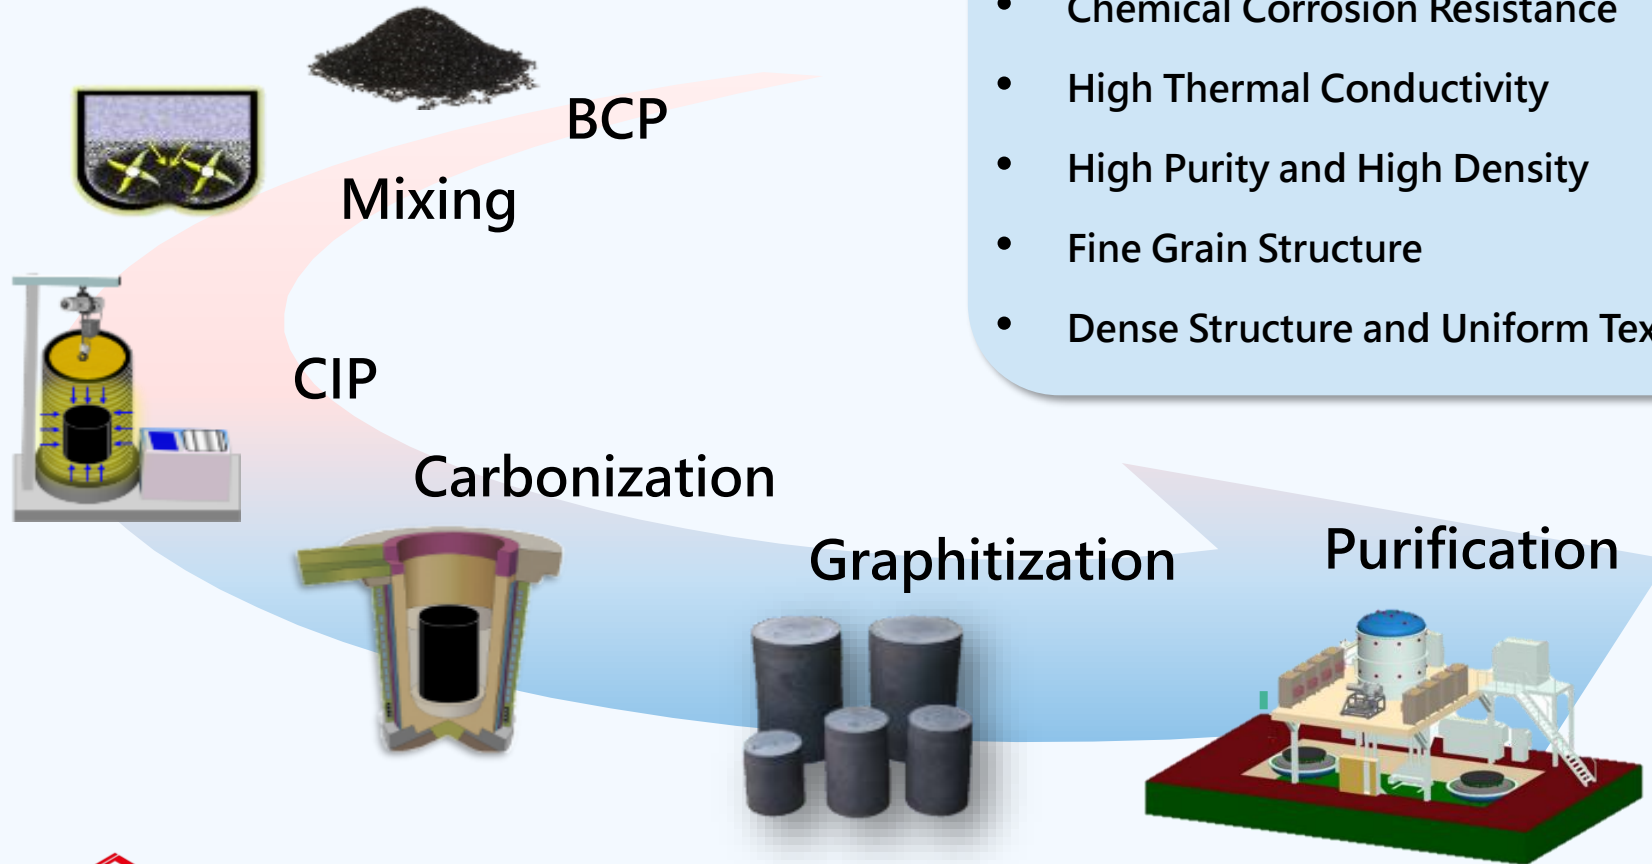 BCP
Mixing
CIP
Carbonization
Graphitization
Purification
• Chemical Corrosion Resistance
• High Thermal Conductivity
• High Purity and High Density
• Fine Grain Structure
• Dense Structure and Uniform